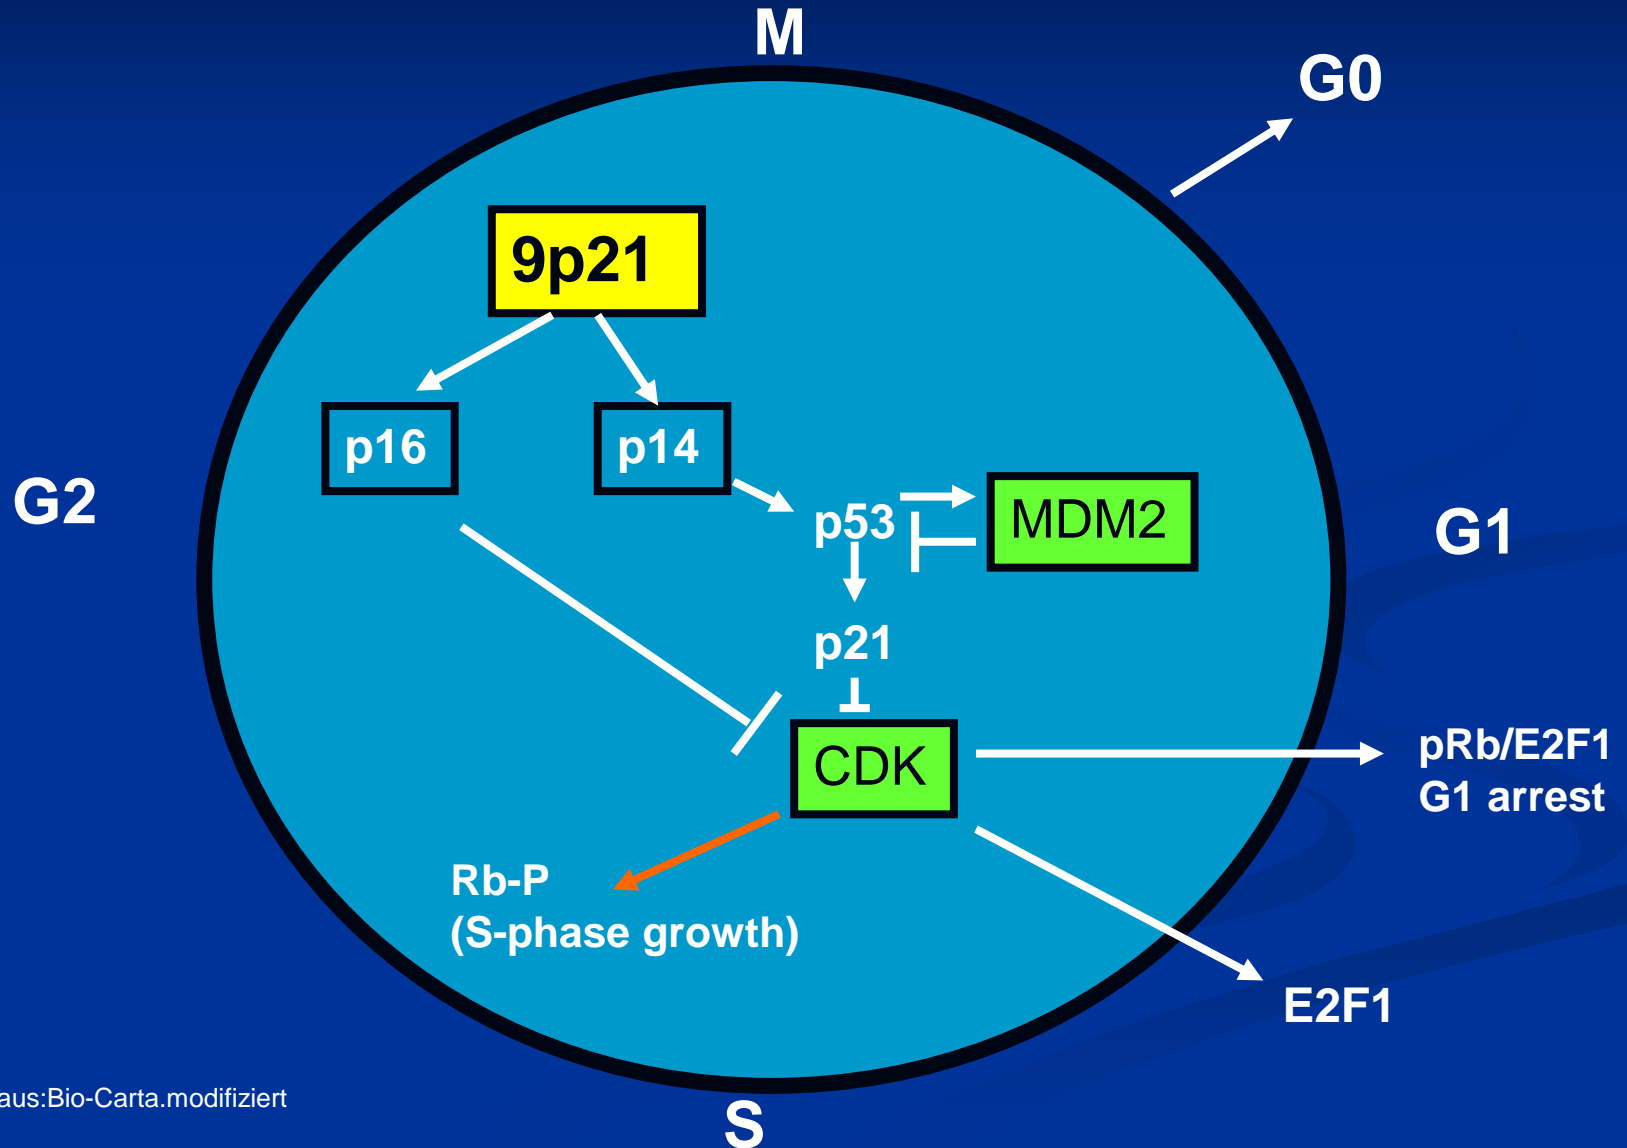 M
G0
9p21
p16
p14
G2
p53
MDM2
G1
p21
CDK
pRb/E2F1
G1 arrest
Rb-P
(S-phase growth)
E2F1
aus:Bio-Carta.modifiziert
S